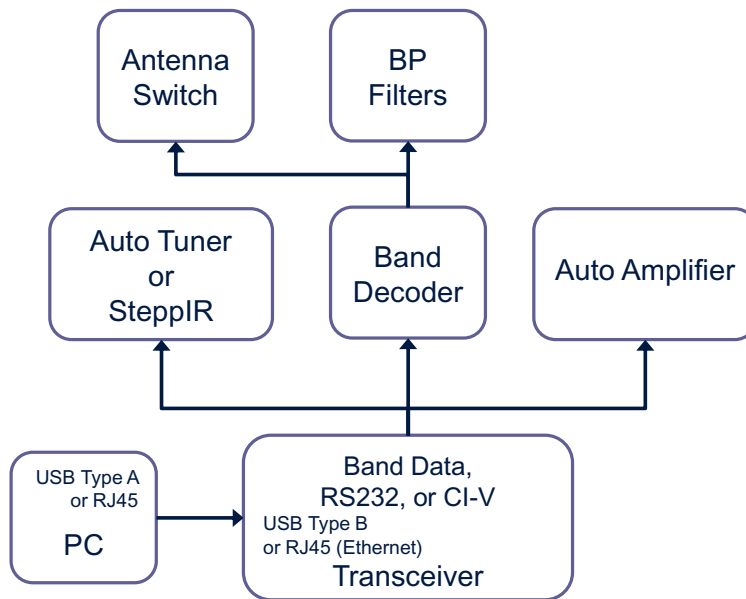 Antenna
Switch
BP
Filters
Auto Tuner
or
SteppIR
Band
Decoder
Auto Amplifier
USB Type A
or RJ45
PC
Band Data,
RS232, or CI-V
USB Type B
or RJ45 (Ethernet)
Transceiver